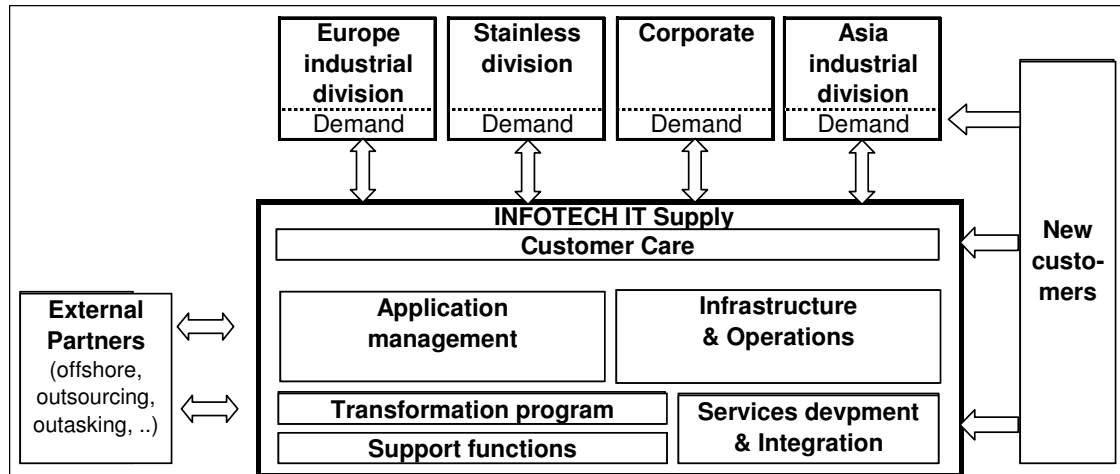 Europe
industrial
division
Demand
Stainless
division
Demand
Corporate
Demand
Asia
industrial
division
Demand
INFOTECH IT Supply
Customer Care
Application
management
Infrastructure
& Operations
Transformation program
Support functions
Services devpment
& Integration
External
Partners
(offshore,
outsourcing,
outasking, ..)
New
custo-
mers